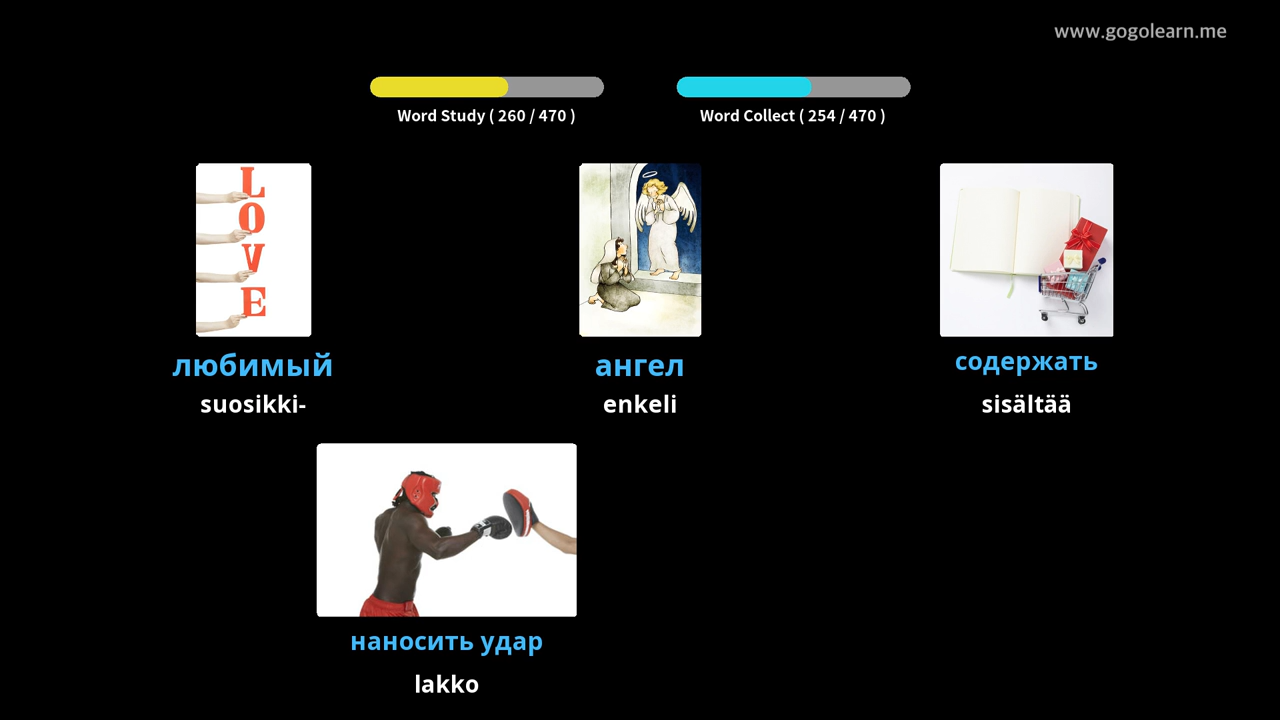 www.gogolearn.me
Word Study ( 260 / 470 )
Word Collect ( 254 / 470 )
L
O
V
E
любимый
ангел
содержать
suosikki-
enkeli
sisältää
наносить удар
lakko